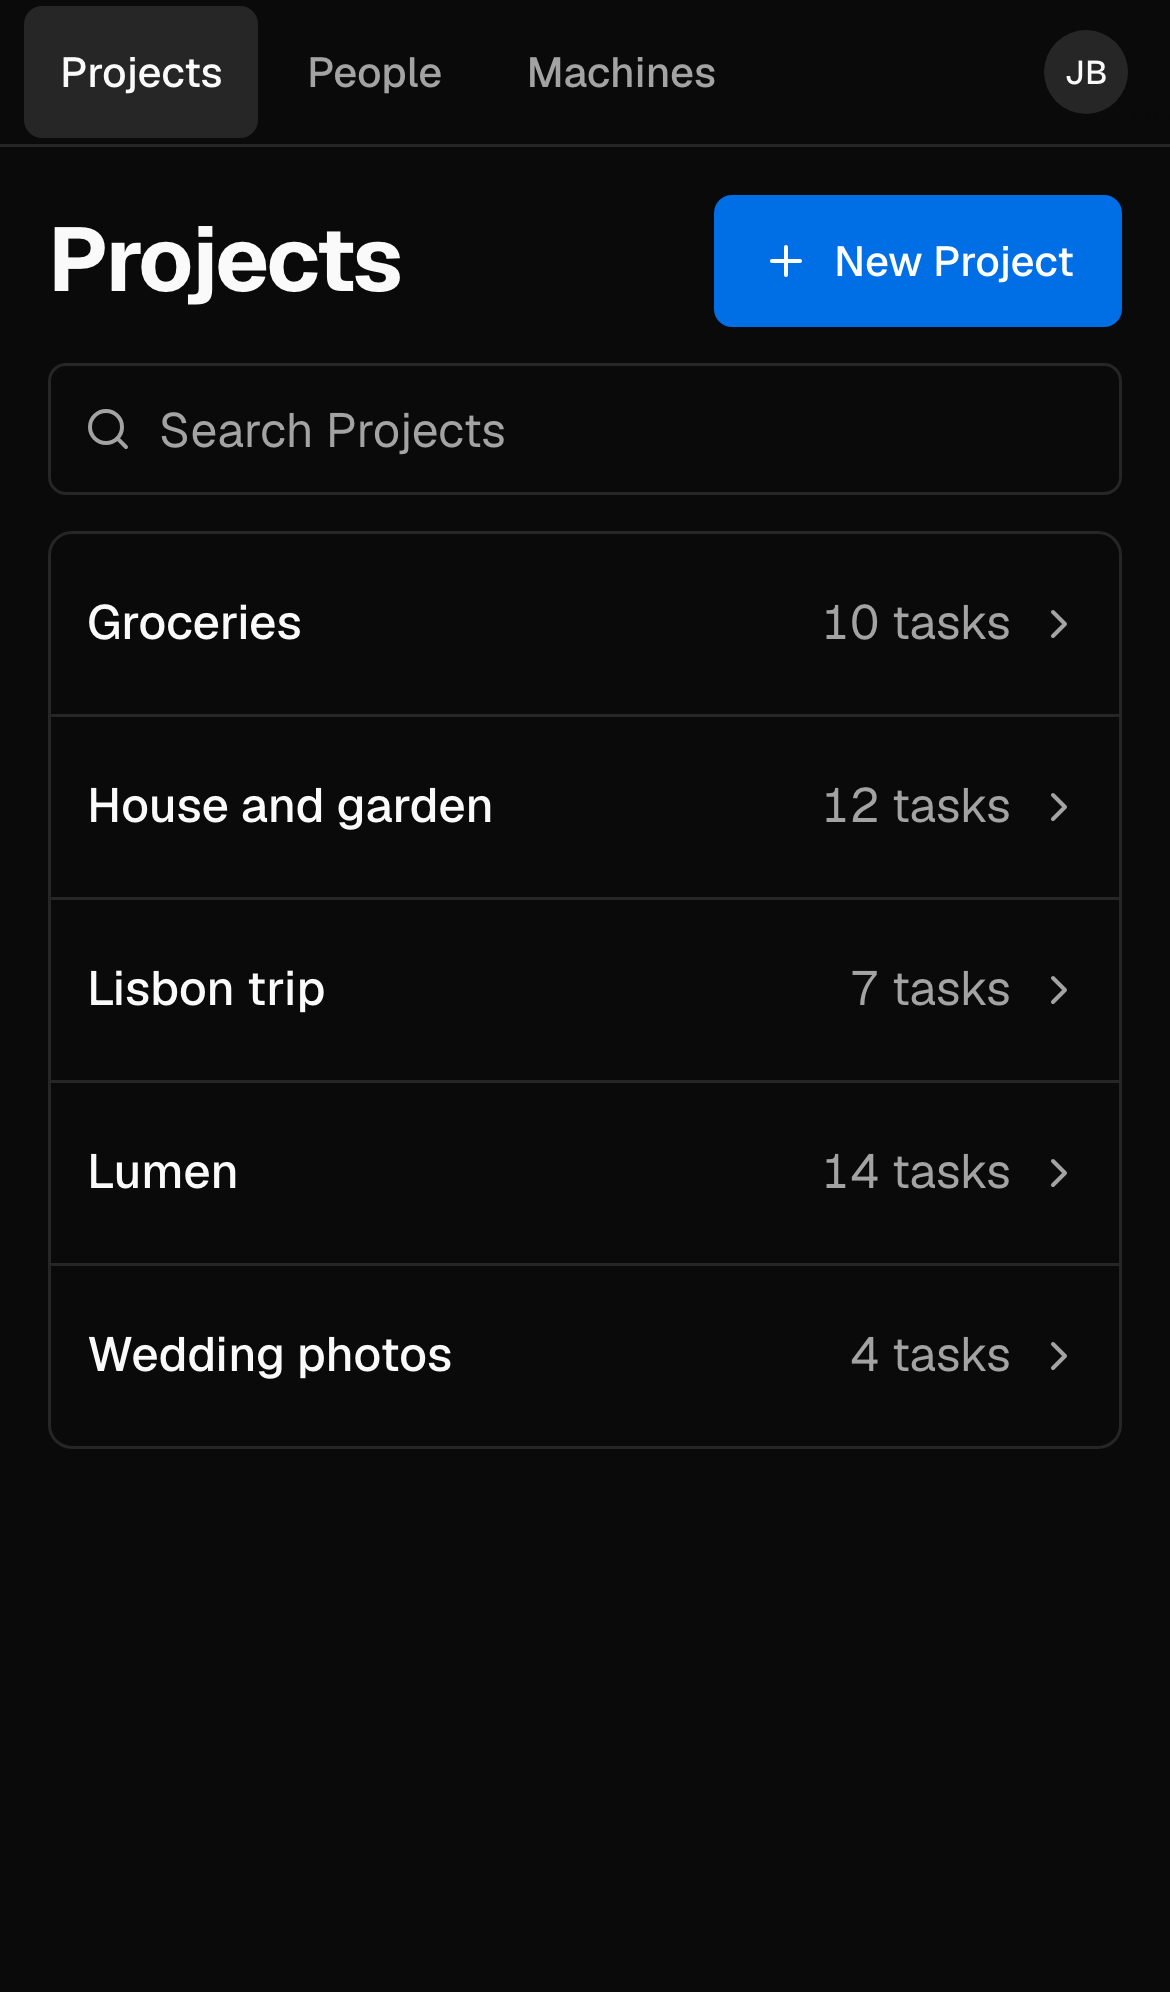 Projects People Machines JB
Projects
New Project
Search Projects
Groceries 10 tasks
House and garden 12 tasks
Lisbon trip 7 tasks
Lumen 14 tasks
Wedding photos 4 tasks